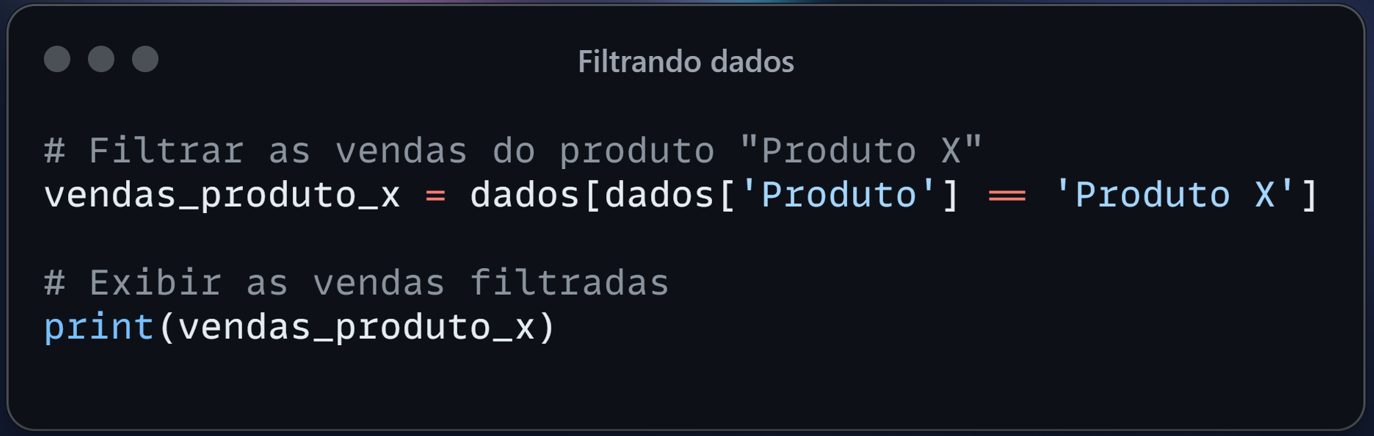 Filtrando dados
# Filtrar as vendas do produto "Produto X"
vendas_produto_x = dados[dados['Produto'] == 'Produto X']
# Exibir as vendas filtradas
print(vendas_produto_x)